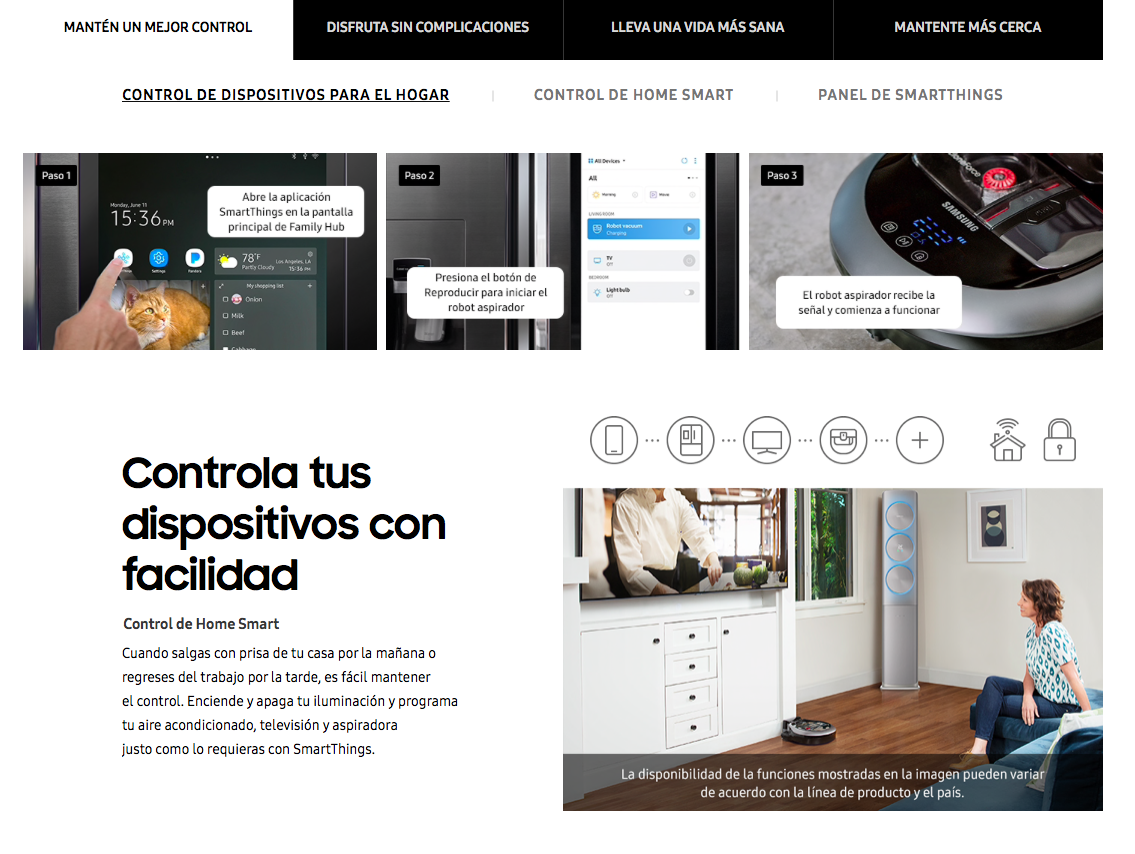 MANTÉN UN MEJOR CONTROL
DISFRUTA SIN COMPLICACIONES
LLEVA UNA VIDA MÁS SANA
MANTENTE MÁS CERCA
CONTROL DE DISPOSITIVOS PARA EL HOGAR
CONTROL DE HOME SMART
PANEL DE SMARTTHINGS
Paso 1
Abre la aplicación
SmartThings en la pantalla
principal de Family Hub
Monday, June 11
15:36 PM
Settings
Pandora
78°F
Partly Cloudy
Los Angeles, LA
15:36 PM
My shopping list
Onion
Milk
Beef
Cabbage
Paso 2
Presiona el botón de
Reproducir para iniciar el
robot aspirador
All Devices
All
Morning
Movie
LIVING ROOM
Robot vacuum
Charging
TV
Off
BEDROOM
Light bulb
Off
Paso 3
SAMSUNG
El robot aspirador recibe la
señal y comienza a funcionar
Controla tus
dispositivos con
facilidad
Control de Home Smart
Cuando salgas con prisa de tu casa por la mañana o
regreses del trabajo por la tarde, es fácil mantener
el control. Enciende y apaga tu iluminación y programa
tu aire acondicionado, televisión y aspiradora
justo como lo requieras con SmartThings.
La disponibilidad de la funciones mostradas en la imagen pueden variar
de acuerdo con la línea de producto y el país.